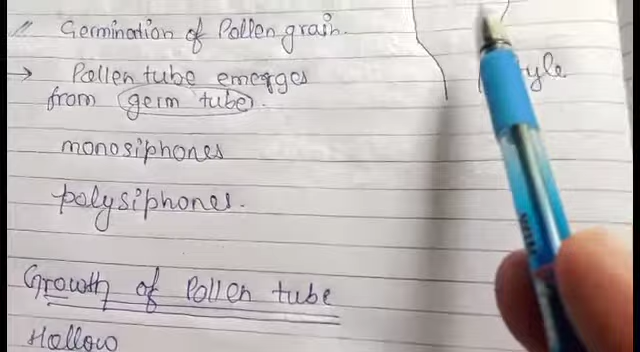 Germination of Pollen grain.
→ Pollen tube emerges
from germ tube.
monosiphones
polysiphones.
Growth of Pollen tube
Hollow